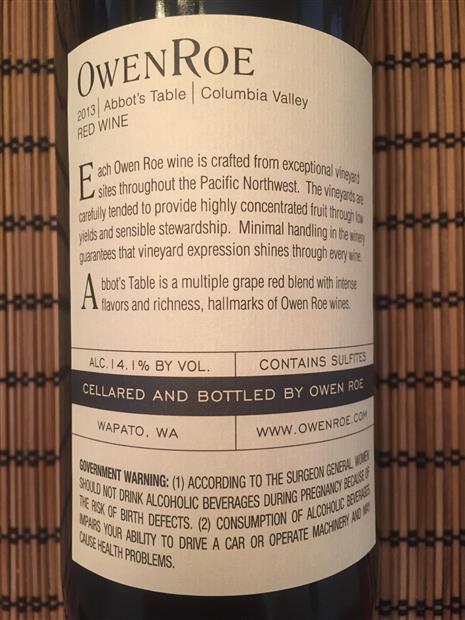 OWENROE
2013 | Abbot's Table | Columbia Valley
RED WINE
Each Owen Roe wine is crafted from exceptional vineyard
sites throughout the Pacific Northwest. The vineyards are
carefully tended to provide highly concentrated fruit through low
yields and sensible stewardship. Minimal handling in the winery
guarantees that vineyard expression shines through every wine.
Abbot's Table is a multiple grape red blend with intense
flavors and richness, hallmarks of Owen Roe wines.
ALC.14.1% BY VOL. CONTAINS SULFITES
CELLARED AND BOTTLED BY OWEN ROE
WAPATO, WA WWW.OWENROE.COM
GOVERNMENT WARNING: (1) ACCORDING TO THE SURGEON GENERAL, WOMEN
SHOULD NOT DRINK ALCOHOLIC BEVERAGES DURING PREGNANCY BECAUSE OF
THE RISK OF BIRTH DEFECTS. (2) CONSUMPTION OF ALCOHOLIC BEVERAGES
IMPAIRS YOUR ABILITY TO DRIVE A CAR OR OPERATE MACHINERY AND MAY
CAUSE HEALTH PROBLEMS.